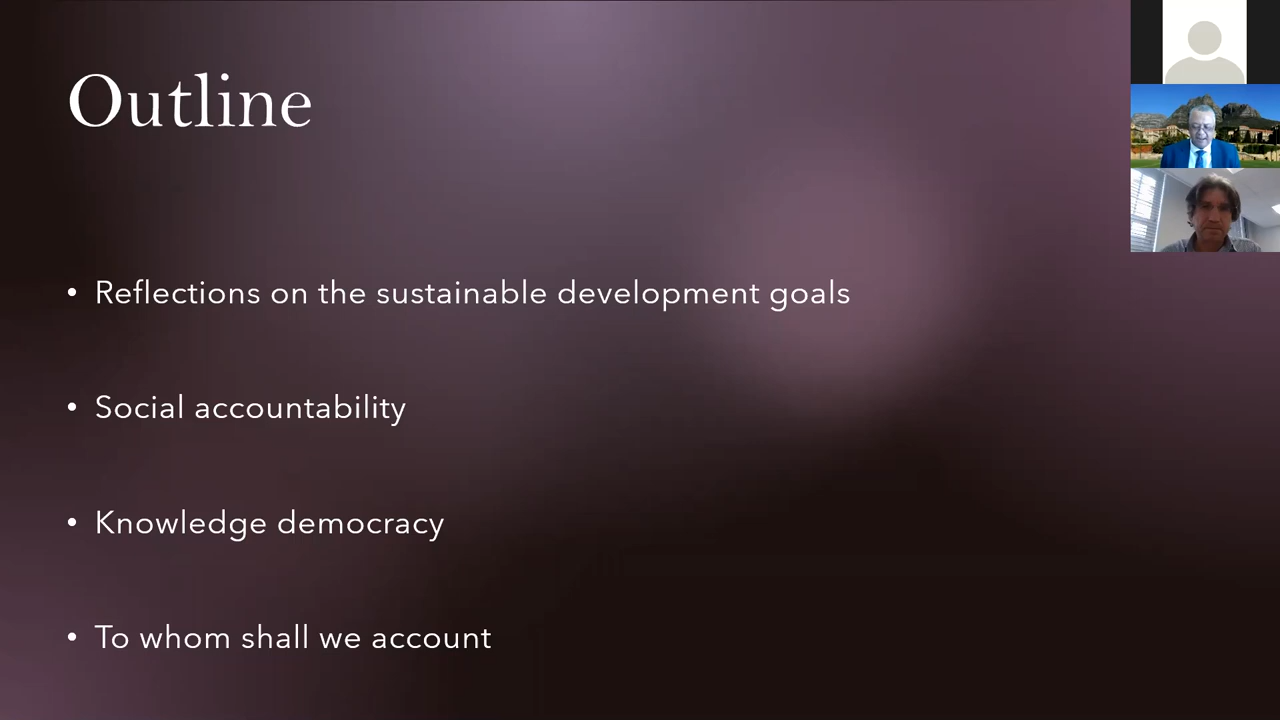 Outline
• Reflections on the sustainable development goals
• Social accountability
• Knowledge democracy
• To whom shall we account